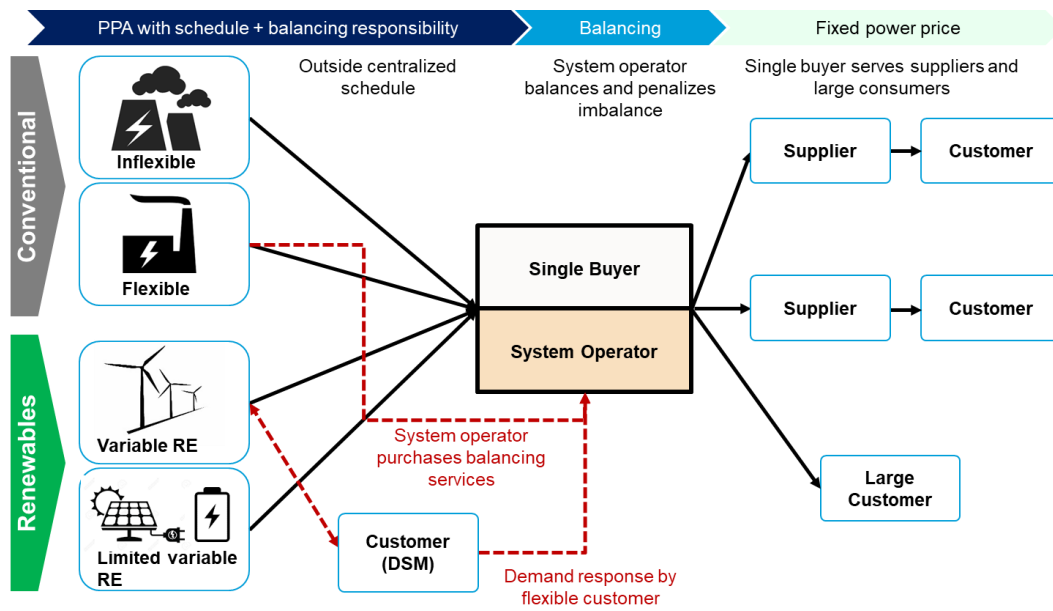 PPA with schedule + balancing responsibility
Balancing
Fixed power price
Outside centralized
schedule
System operator
balances and penalizes
imbalance
Single buyer serves suppliers and
large consumers
Conventional
Inflexible
Flexible
Single Buyer
System Operator
Supplier
Customer
Supplier
Customer
Large
Customer
Renewables
Variable RE
Limited variable
RE
System operator
purchases balancing
services
Customer
(DSM)
Demand response by
flexible customer